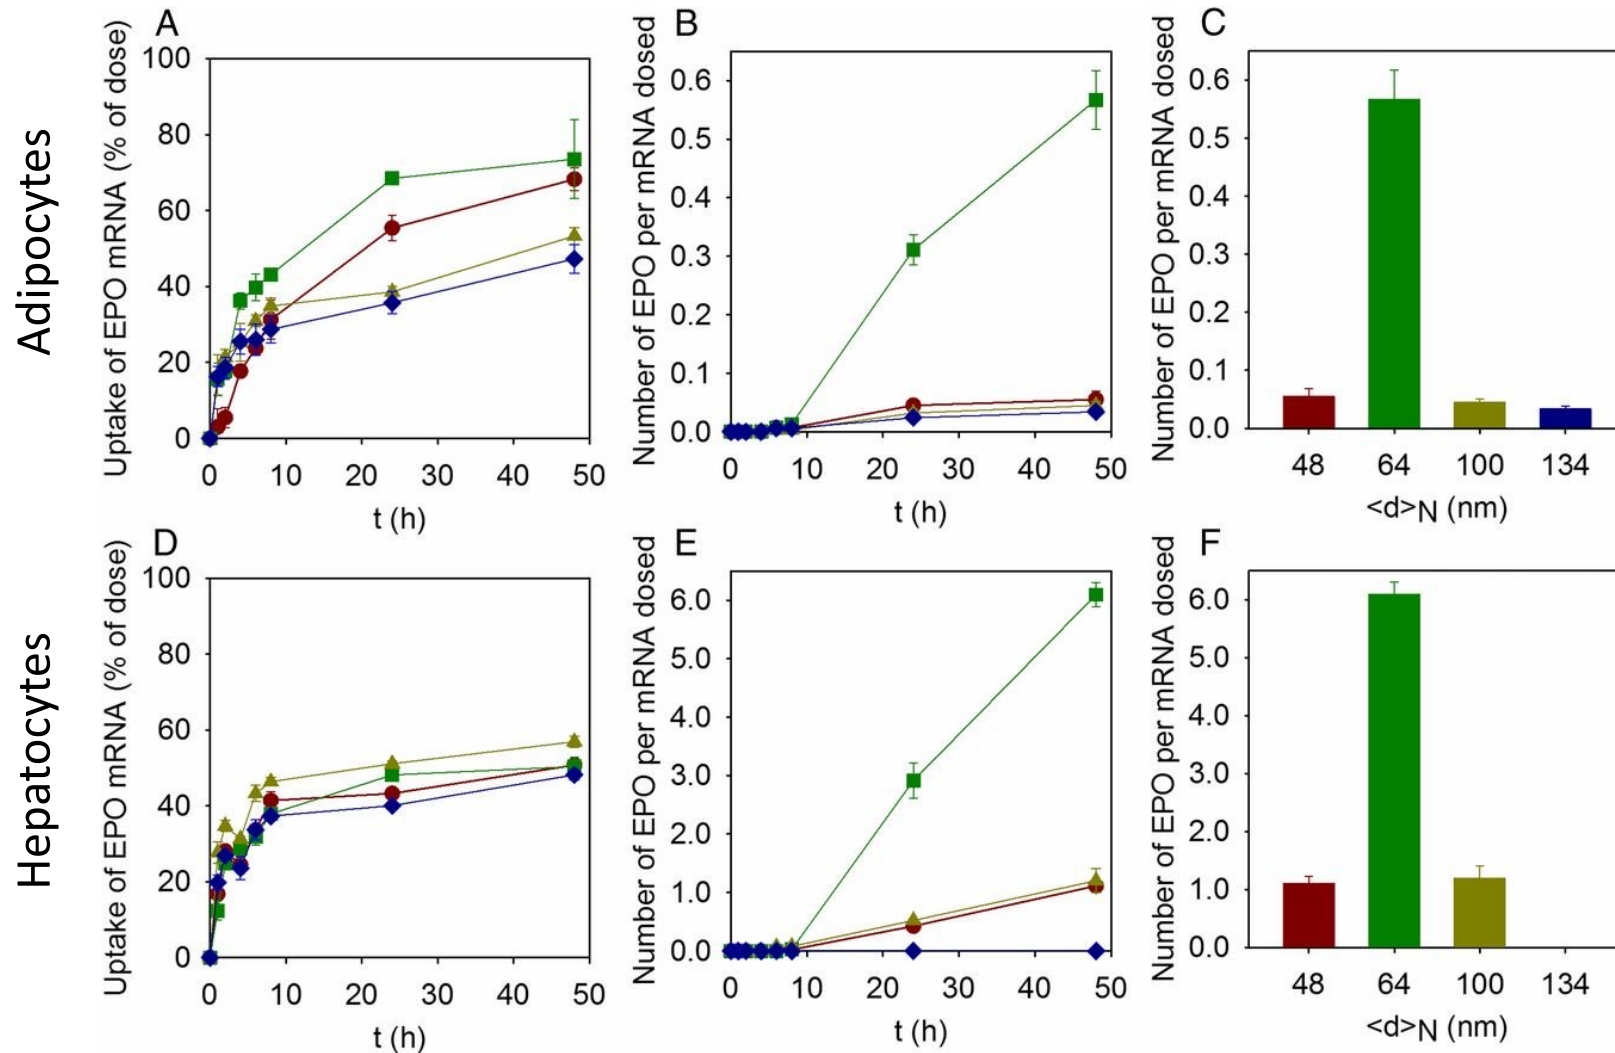 Adipocytes
A
Uptake of EPO mRNA (% of dose)
100
80
60
40
20
0
0 10 20 30 40 50
t (h)
B
Number of EPO per mRNA dosed
0.6
0.5
0.4
0.3
0.2
0.1
0.0
0 10 20 30 40 50
t (h)
C
Number of EPO per mRNA dosed
0.6
0.5
0.4
0.3
0.2
0.1
0.0
48 64 100 134
<d>N (nm)
Hepatocytes
D
Uptake of EPO mRNA (% of dose)
100
80
60
40
20
0
0 10 20 30 40 50
t (h)
E
Number of EPO per mRNA dosed
6.0
5.0
4.0
3.0
2.0
1.0
0.0
0 10 20 30 40 50
t (h)
F
Number of EPO per mRNA dosed
6.0
5.0
4.0
3.0
2.0
1.0
0.0
48 64 100 134
<d>N (nm)